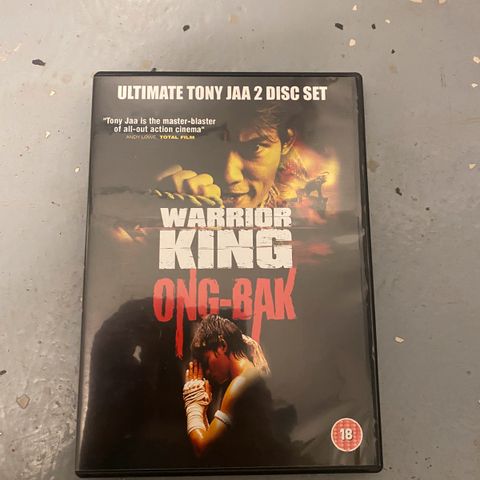 ULTIMATE TONY JAA 2 DISC SET
"Tony Jaa is the master-blaster
of all-out action cinema"
ANDY LOWE, TOTAL FILM
WARRIOR
KING
ONG-BAK
18